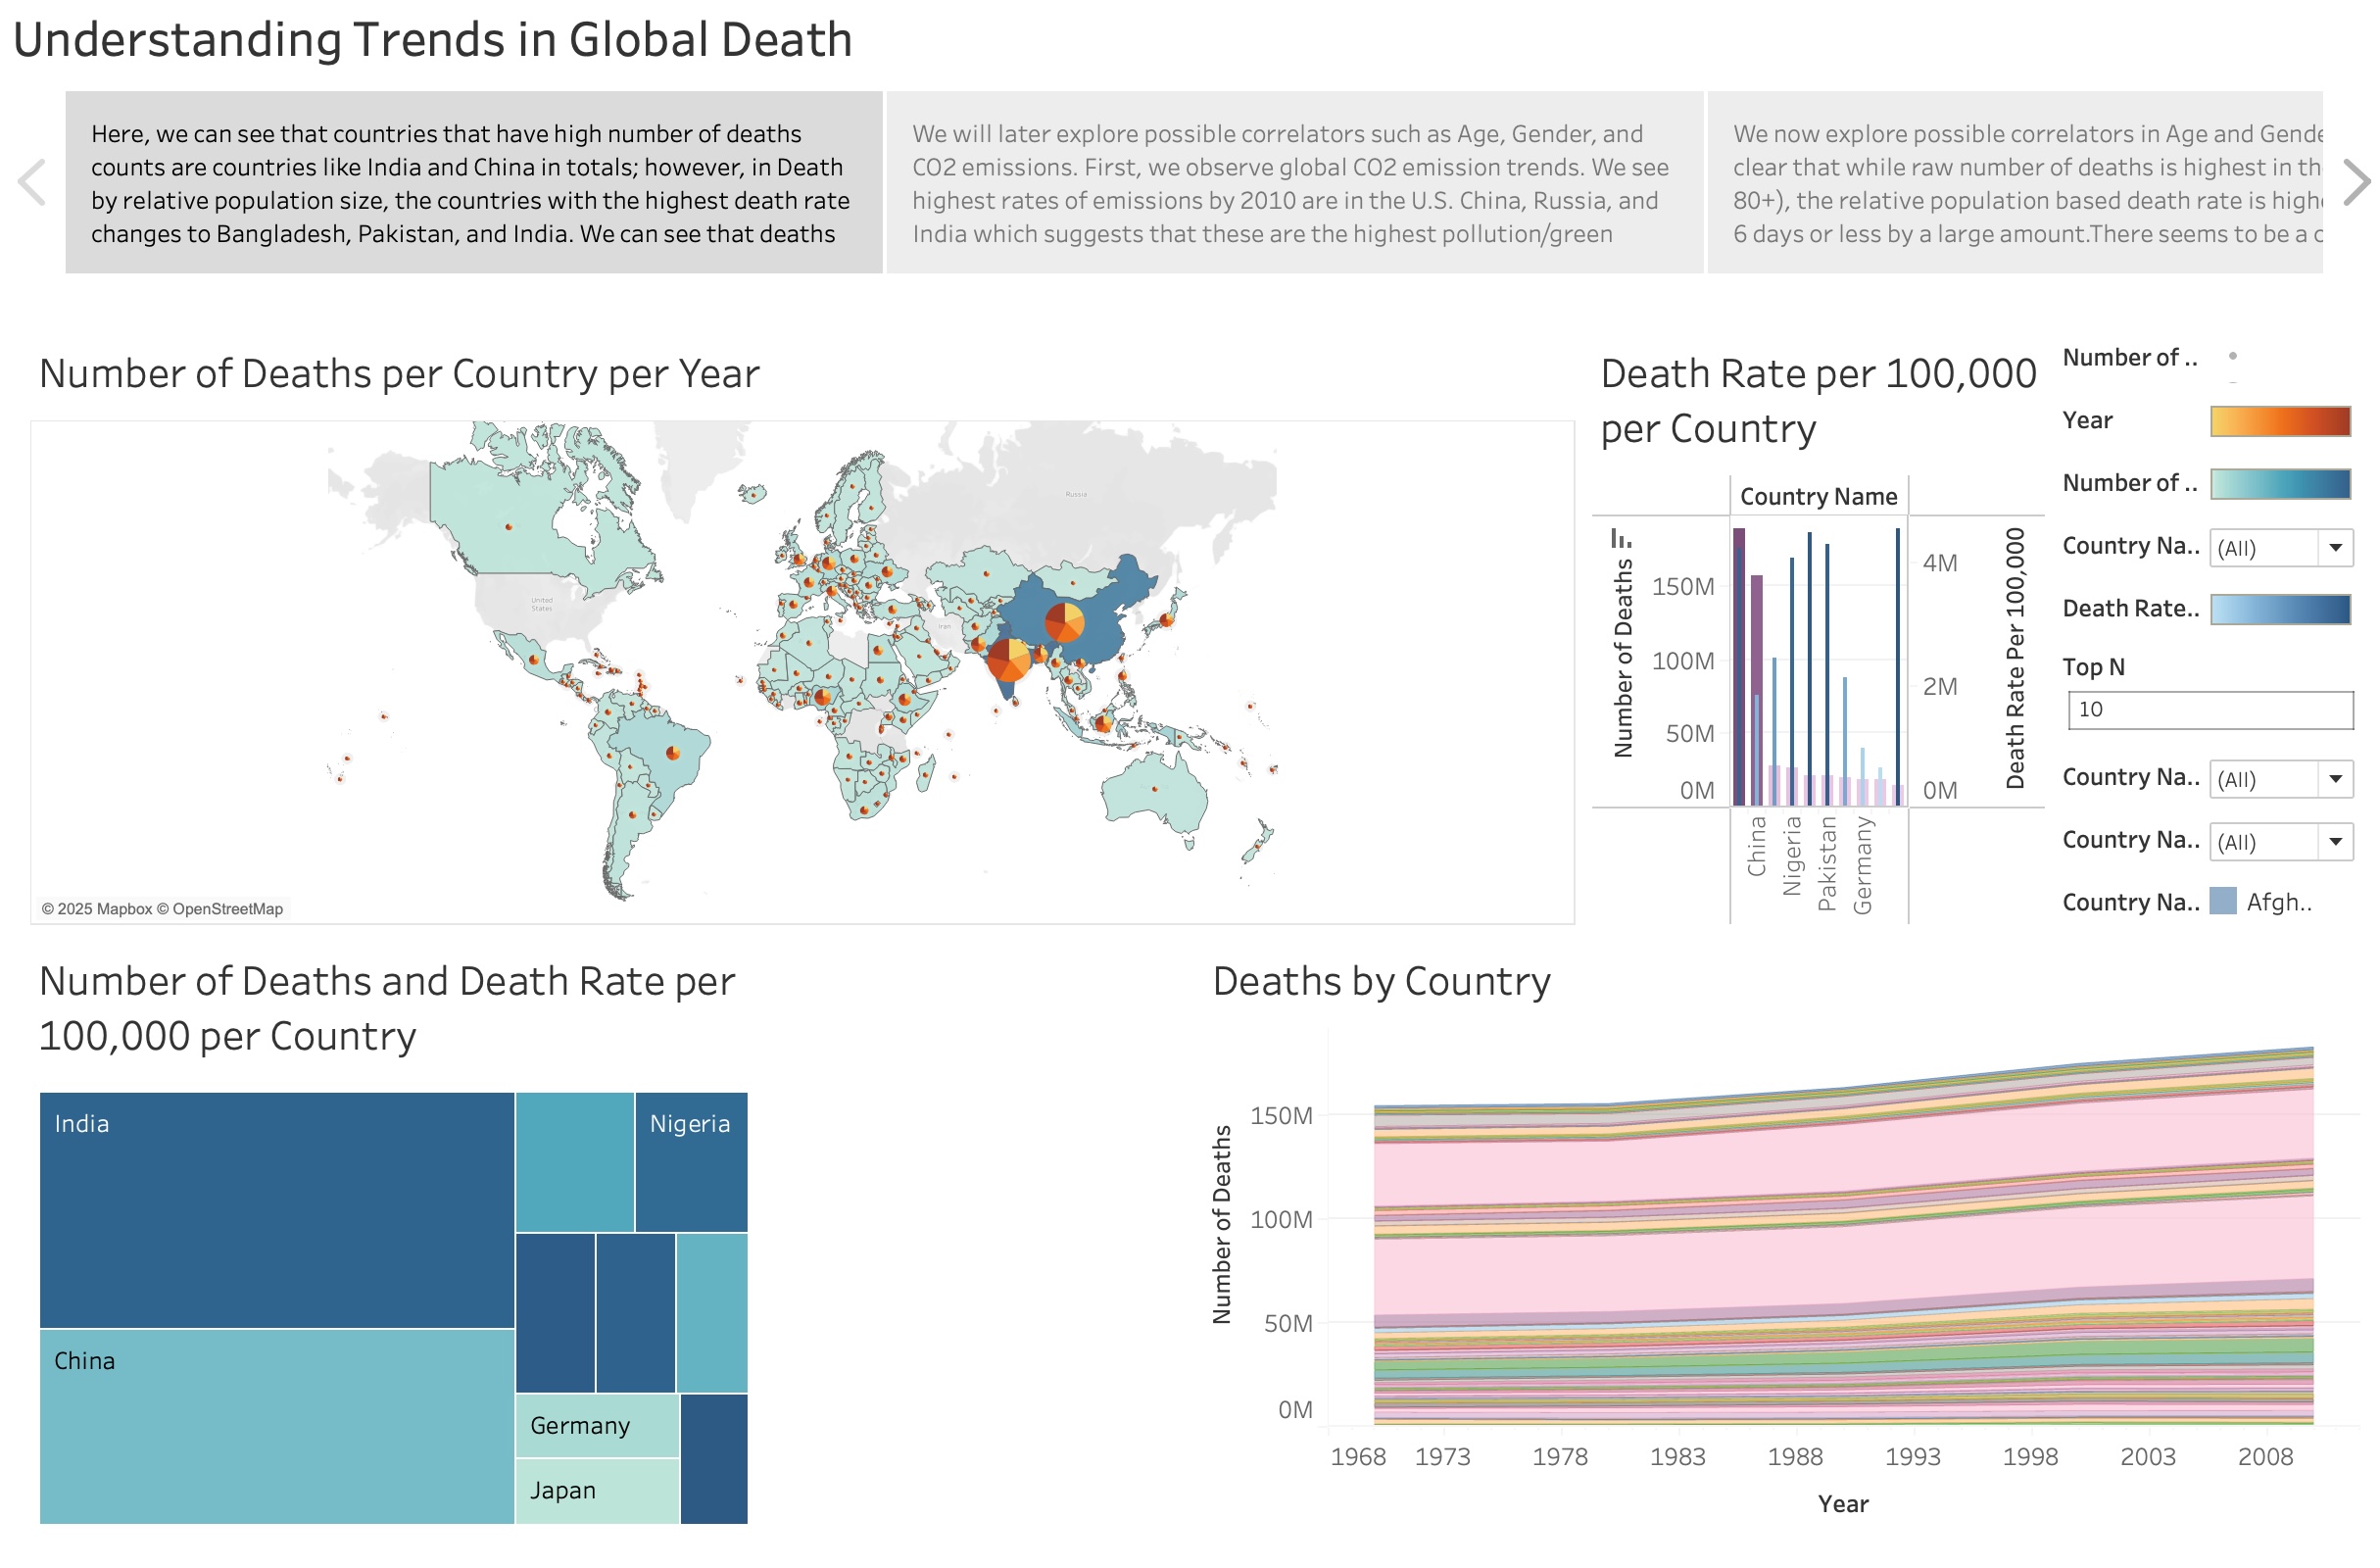 Understanding Trends in Global Death
Here, we can see that countries that have high number of deaths
counts are countries like India and China in totals; however, in Death
by relative population size, the countries with the highest death rate
changes to Bangladesh, Pakistan, and India. We can see that deaths
We will later explore possible correlators such as Age, Gender, and
CO2 emissions. First, we observe global CO2 emission trends. We see
highest rates of emissions by 2010 are in the U.S. China, Russia, and
India which suggests that these are the highest pollution/green
We now explore possible correlators in Age and Gende
clear that while raw number of deaths is highest in th
80+), the relative population based death rate is high
6 days or less by a large amount.There seems to be a c
Number of Deaths per Country per Year
Russia
United
States
Iran
© 2025 Mapbox © OpenStreetMap
Death Rate per 100,000
per Country
Country Name
Number of Deaths
150M
100M
50M
0M
4M
2M
0M
Death Rate Per 100,000
China
Nigeria
Pakistan
Germany
Number of ..
Year
Number of ..
Country Na.. (All)
Death Rate..
Top N
10
Country Na.. (All)
Country Na.. (All)
Country Na.. Afgh..
Number of Deaths and Death Rate per
100,000 per Country
India
Nigeria
China
Germany
Japan
Deaths by Country
Number of Deaths
150M
100M
50M
0M
1968 1973 1978 1983 1988 1993 1998 2003 2008
Year